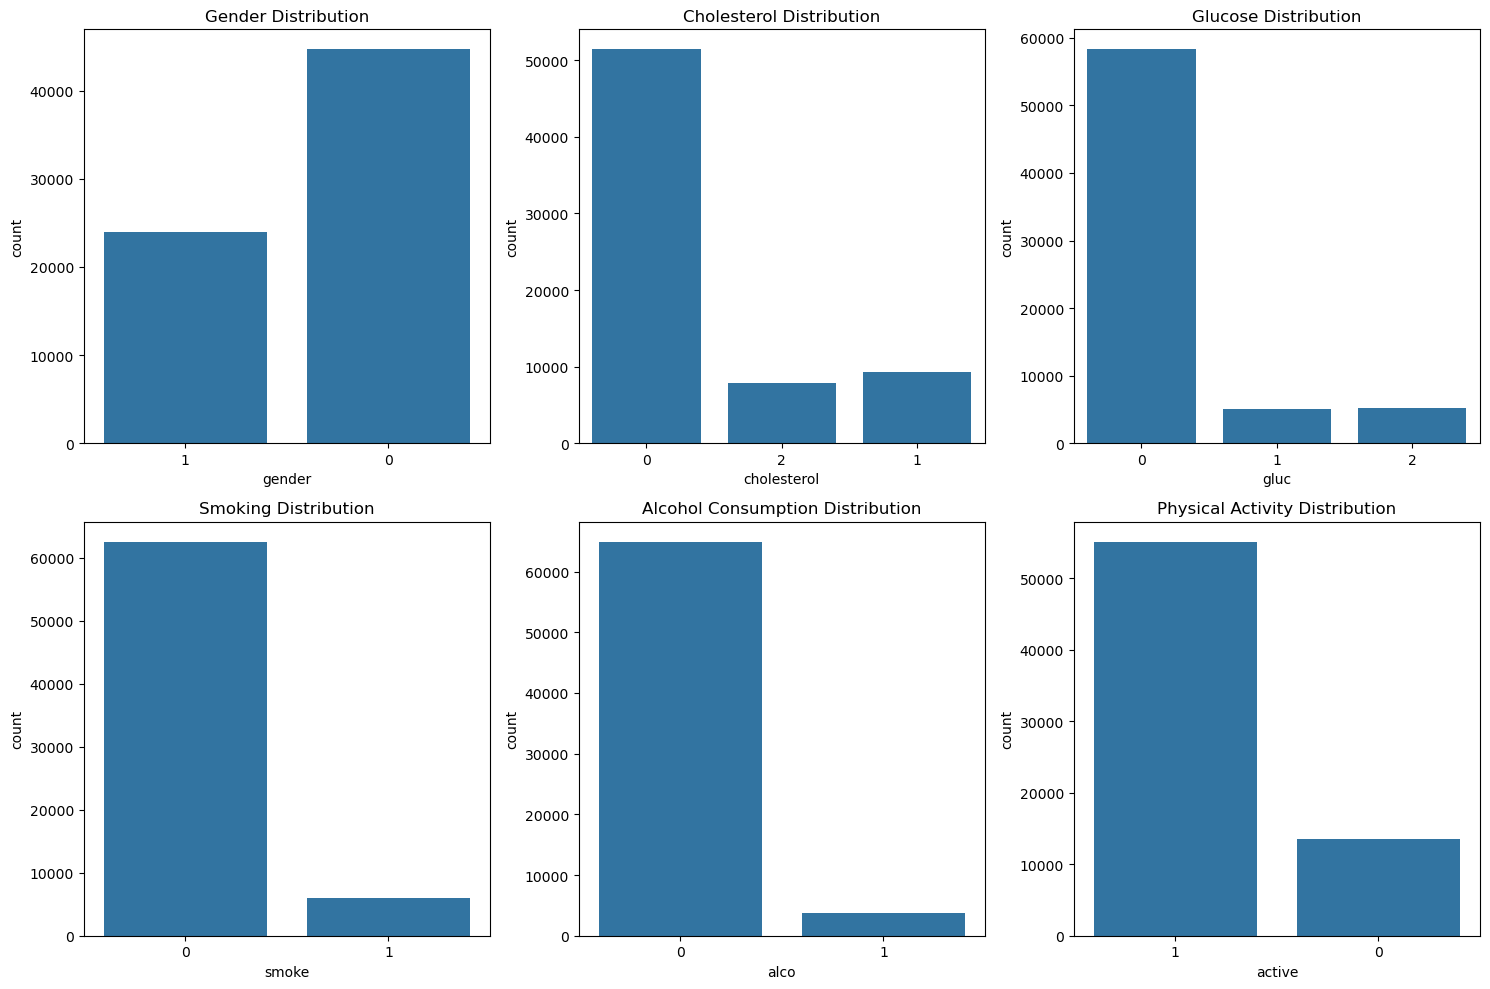 Gender Distribution
40000
30000
20000
10000
0
count
1
0
gender
Cholesterol Distribution
50000
40000
30000
20000
10000
0
count
0
2
1
cholesterol
Glucose Distribution
60000
50000
40000
30000
20000
10000
0
count
0
1
2
gluc
Smoking Distribution
60000
50000
40000
30000
20000
10000
0
count
0
1
smoke
Alcohol Consumption Distribution
60000
50000
40000
30000
20000
10000
0
count
0
1
alco
Physical Activity Distribution
50000
40000
30000
20000
10000
0
count
1
0
active